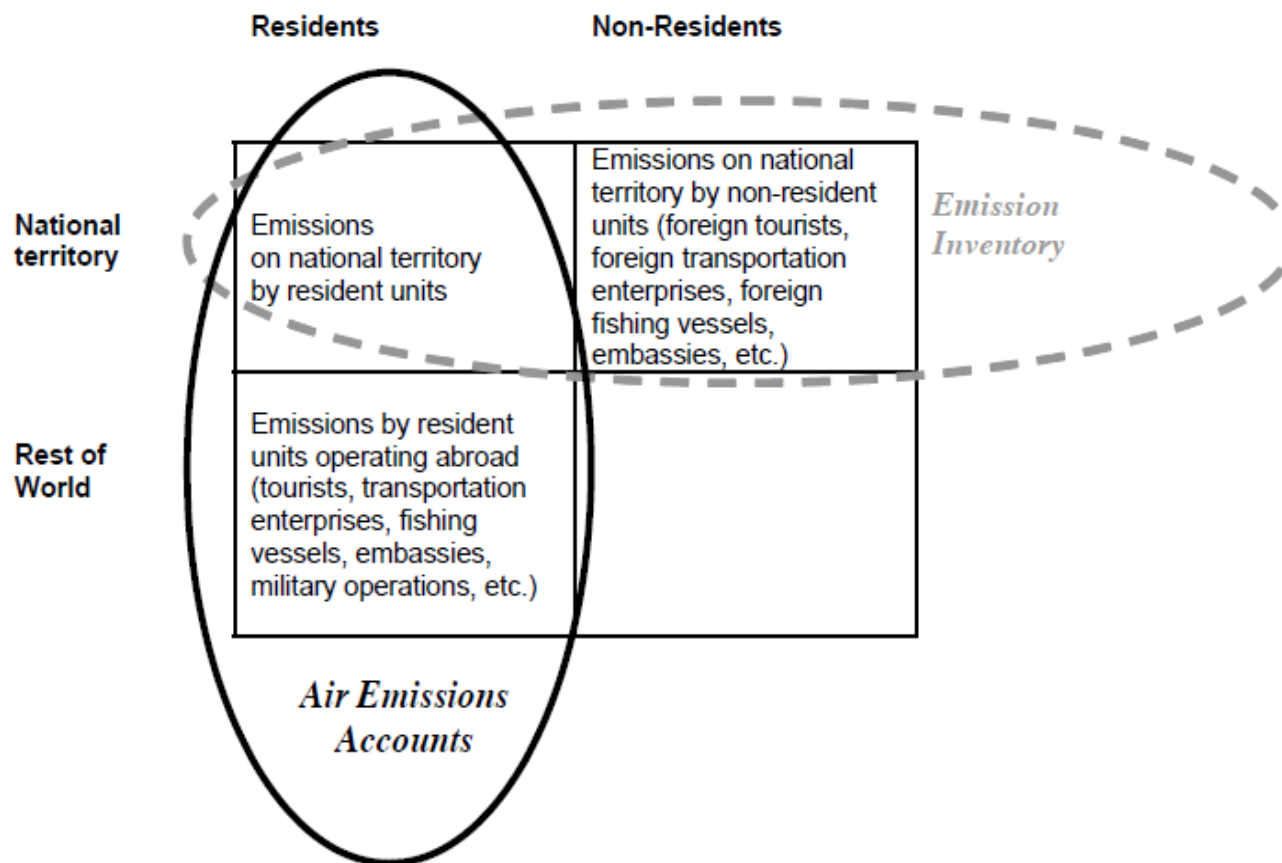 Residents
Non-Residents
National
territory
Emissions
on national territory
by resident units
Emissions on national
territory by non-resident
units (foreign tourists,
foreign transportation
enterprises, foreign
fishing vessels,
embassies, etc.)
Emission
Inventory
Rest of
World
Emissions by resident
units operating abroad
(tourists, transportation
enterprises, fishing
vessels, embassies,
military operations, etc.)
Air Emissions
Accounts